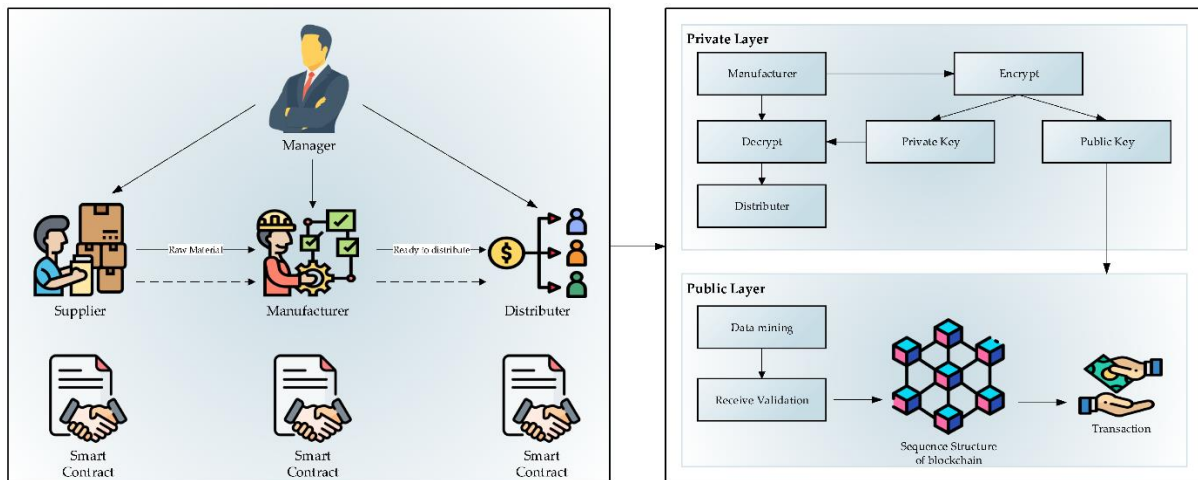 Manager
Raw Material
Ready to distribute
Supplier
Manufacturer
Distributer
Smart
Contract
Smart
Contract
Smart
Contract
Private Layer
Manufacturer
Encrypt
Decrypt
Private Key
Public Key
Distributer
Public Layer
Data mining
Receive Validation
Sequence Structure
of blockchain
Transaction
$